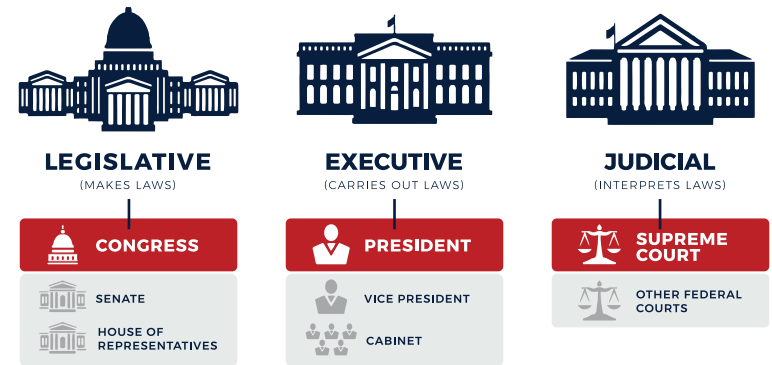 LEGISLATIVE
(MAKES LAWS)
CONGRESS
SENATE
HOUSE OF
REPRESENTATIVES
EXECUTIVE
(CARRIES OUT LAWS)
PRESIDENT
VICE PRESIDENT
CABINET
JUDICIAL
(INTERPRETS LAWS)
SUPREME
COURT
OTHER FEDERAL
COURTS